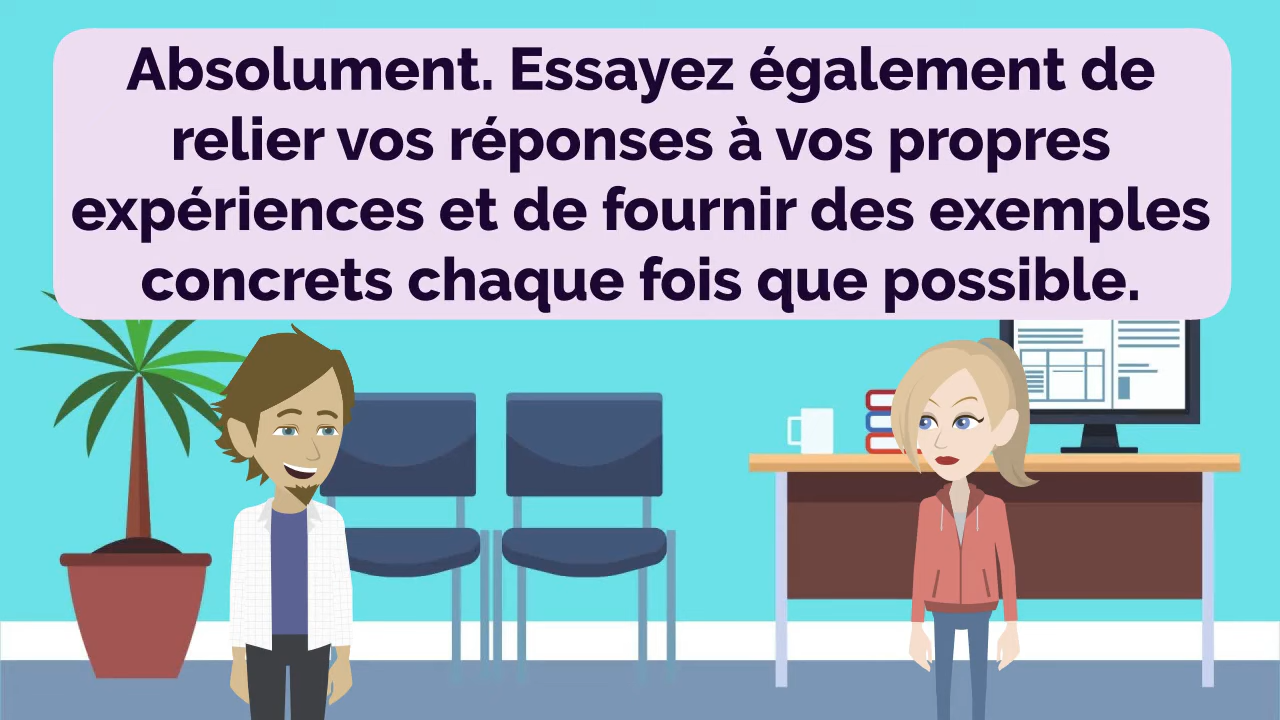 Absolument. Essayez également de
relier vos réponses à vos propres
expériences et de fournir des exemples
concrets chaque fois que possible.